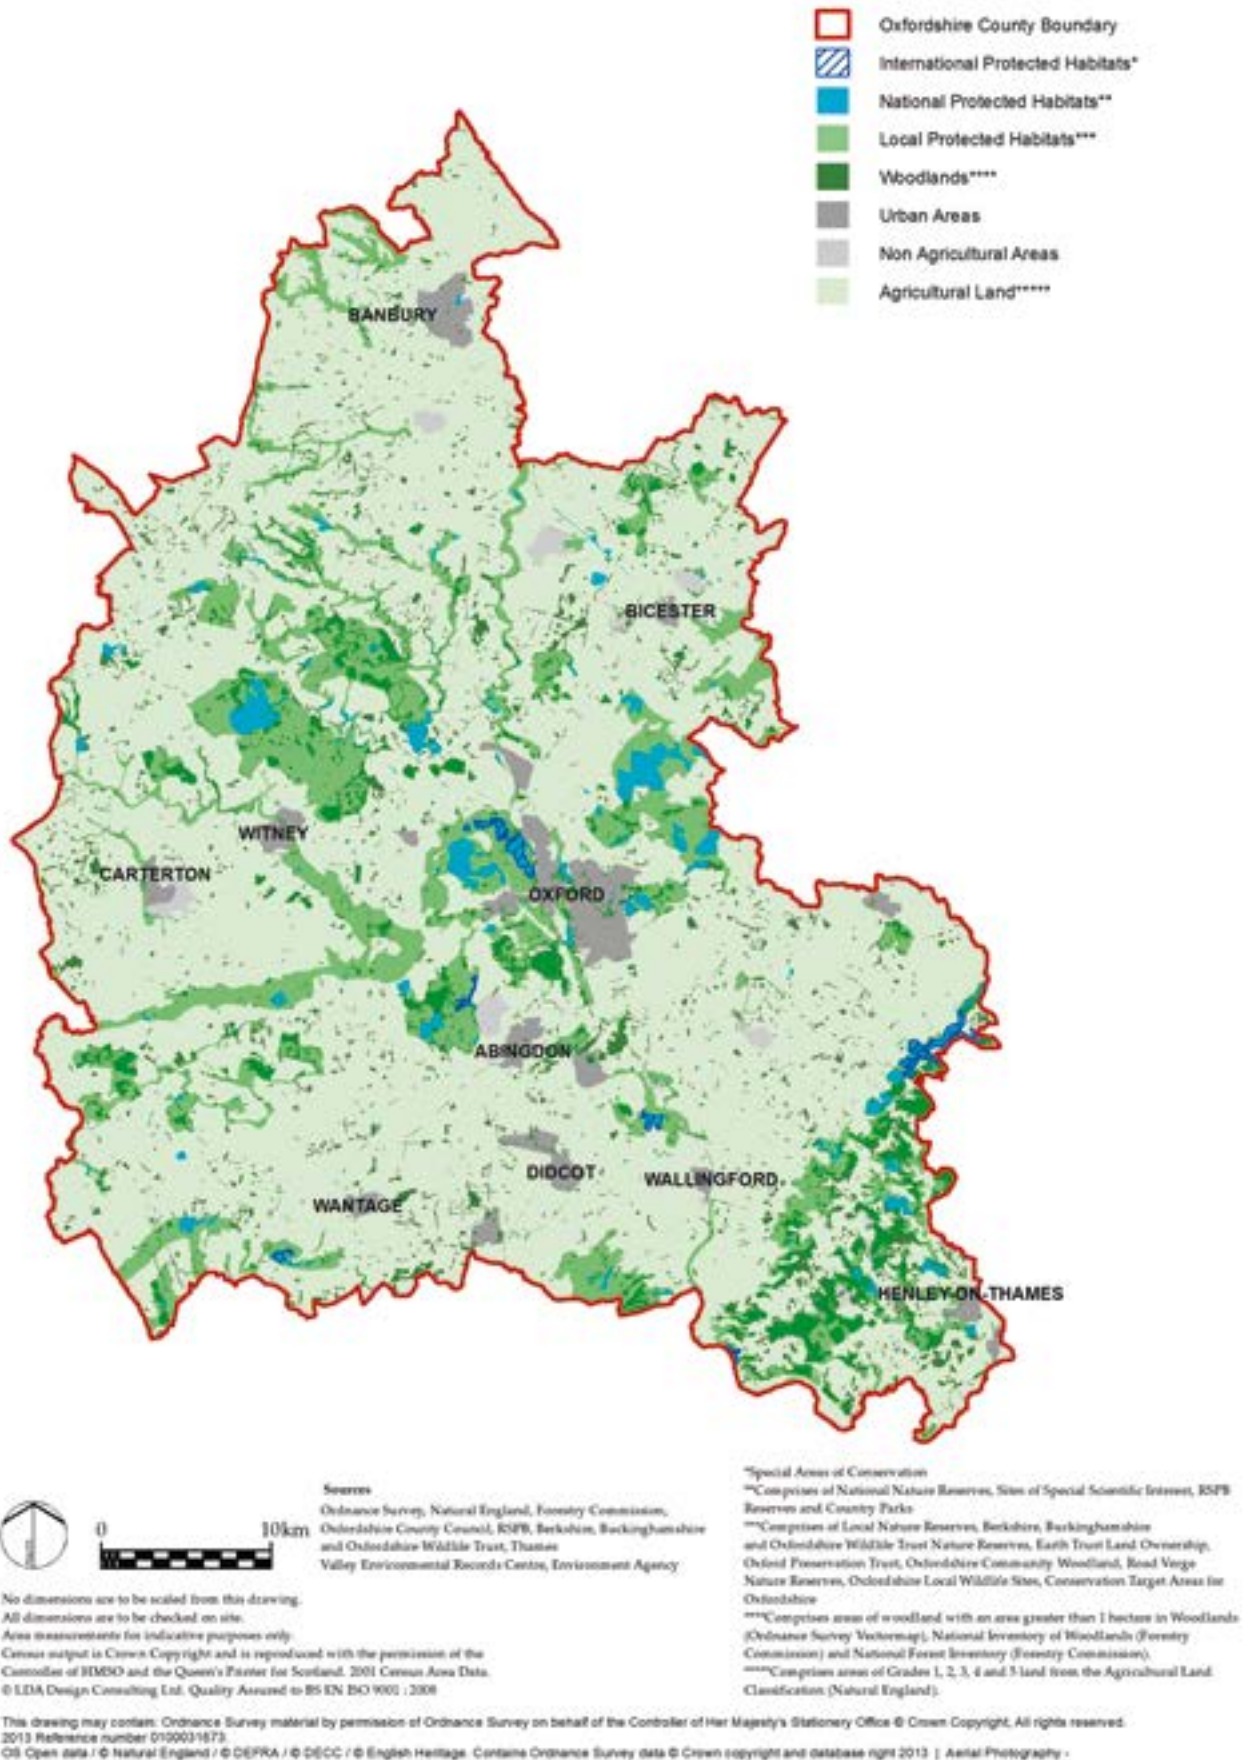 Oxfordshire County Boundary
International Protected Habitats*
National Protected Habitats**
Local Protected Habitats***
Woodlands****
Urban Areas
Non Agricultural Areas
Agricultural Land*****
BANBURY
BICESTER
WITNEY
CARTERTON
OXFORD
ABINGDON
DIDCOT
WALLINGFORD
WANTAGE
HENLEY-ON-THAMES
0 10km
Sources
Ordnance Survey, Natural England, Forestry Commission,
Oxfordshire County Council, RSPB, Berkshire, Buckinghamshire
and Oxfordshire Wildlife Trust, Thames
Valley Environmental Records Centre, Environment Agency
No dimensions are to be scaled from this drawing.
All dimensions are to be checked on site.
Area measurements for indicative purposes only
Census output is Crown Copyright and is reproduced with the permission of the
Controller of HMSO and the Queen's Printer for Scotland. 2001 Census Area Data.
© LDA Design Consulting Ltd. Quality Assured to BS EN ISO 9001 : 2008
*Special Areas of Conservation
**Comprises of National Nature Reserves, Sites of Special Scientific Interest, RSPB
Reserves and Country Parks
***Comprises of Local Nature Reserves, Berkshire, Buckinghamshire
and Oxfordshire Wildlife Trust Nature Reserves, Earth Trust Land Ownership,
Oxford Preservation Trust, Oxfordshire Community Woodland, Road Verge
Nature Reserves, Oxfordshire Local Wildlife Sites, Conservation Target Areas for
Oxfordshire
****Comprises areas of woodland with an area greater than 1 hectare in Woodlands
(Ordnance Survey Vectormap), National Inventory of Woodlands (Forestry
Commission) and National Forest Inventory (Forestry Commission).
*****Comprises areas of Grades 1, 2, 3, 4 and 5 land from the Agricultural Land
Classification (Natural England).
This drawing may contain: Ordnance Survey material by permission of Ordnance Survey on behalf of the Controller of Her Majesty's Stationery Office © Crown Copyright, All rights reserved.
2013 Reference number 0100031673
OS Open data / © Natural England / © DEFRA / © DECC / © English Heritage. Contains Ordnance Survey data © Crown copyright and database right 2013 | Aerial Photography -